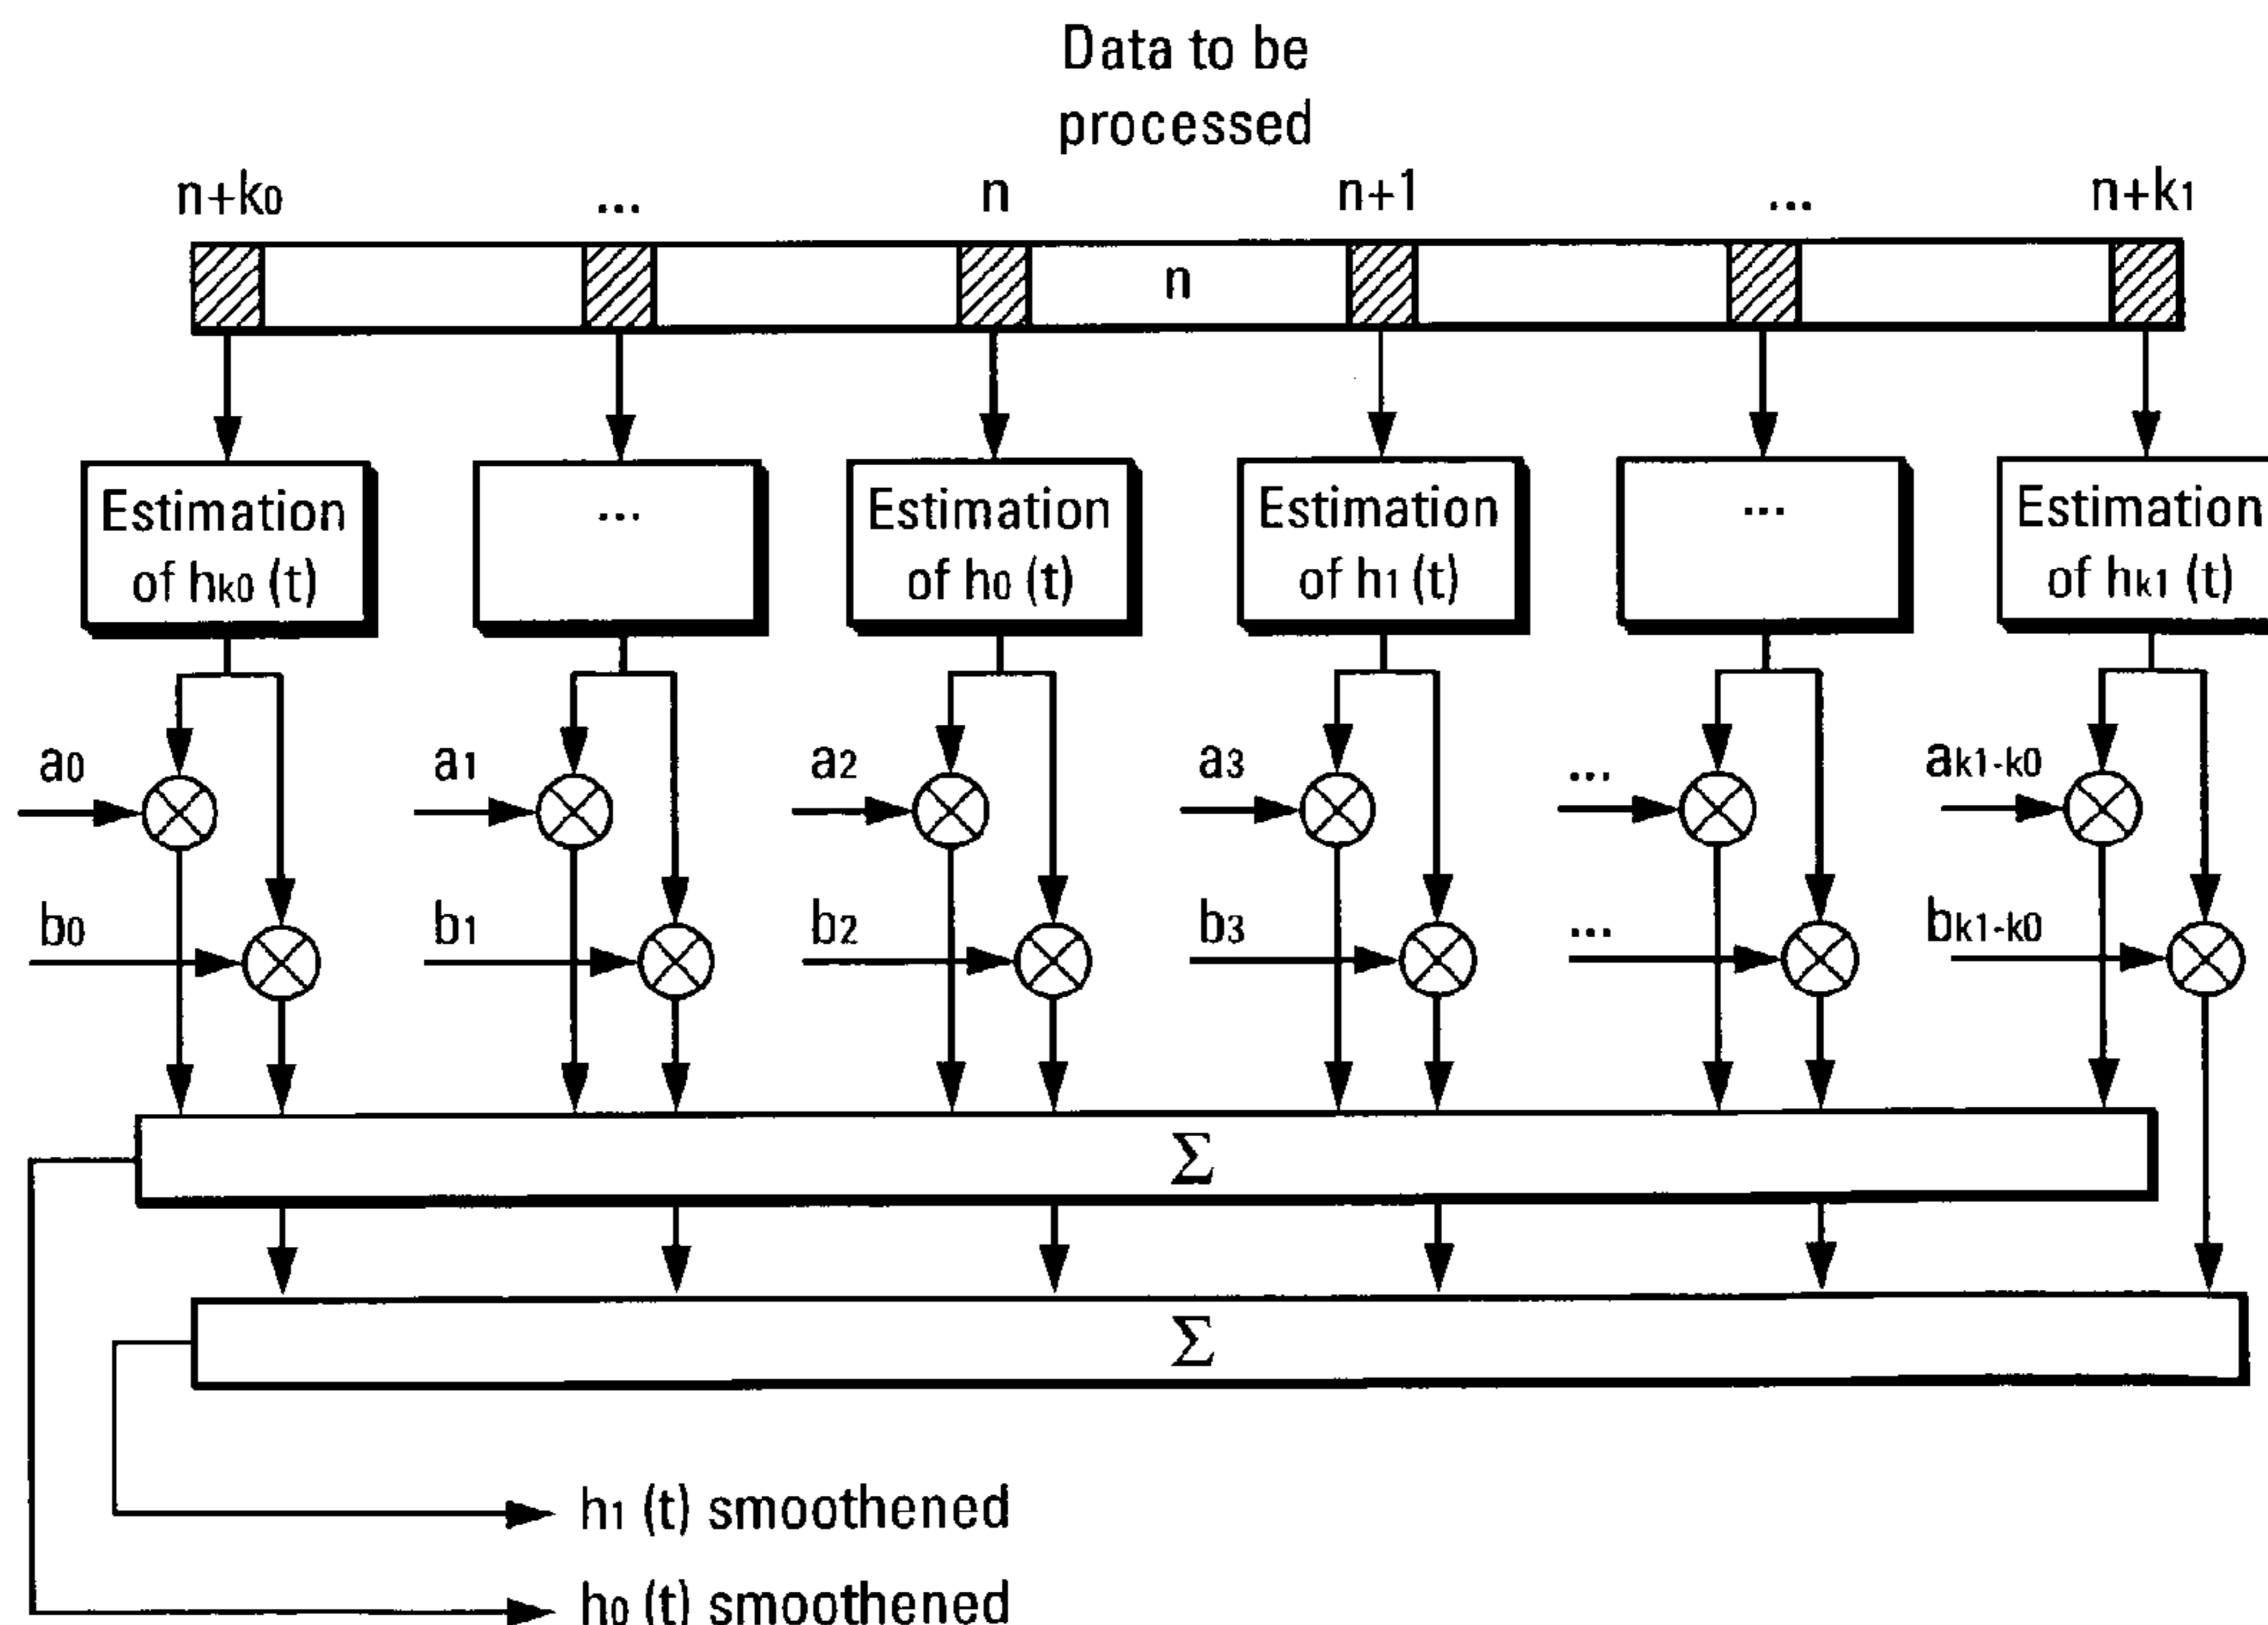 Data to be
processed
n+k0 ... n n+1 ... n+k1
n
Estimation
of hk0 (t)
...
Estimation
of h0 (t)
Estimation
of h1 (t)
...
Estimation
of hk1 (t)
a0 a1 a2 a3 ... ak1-k0
b0 b1 b2 b3 ... bk1-k0
Σ
Σ
h1 (t) smoothened
h0 (t) smoothened